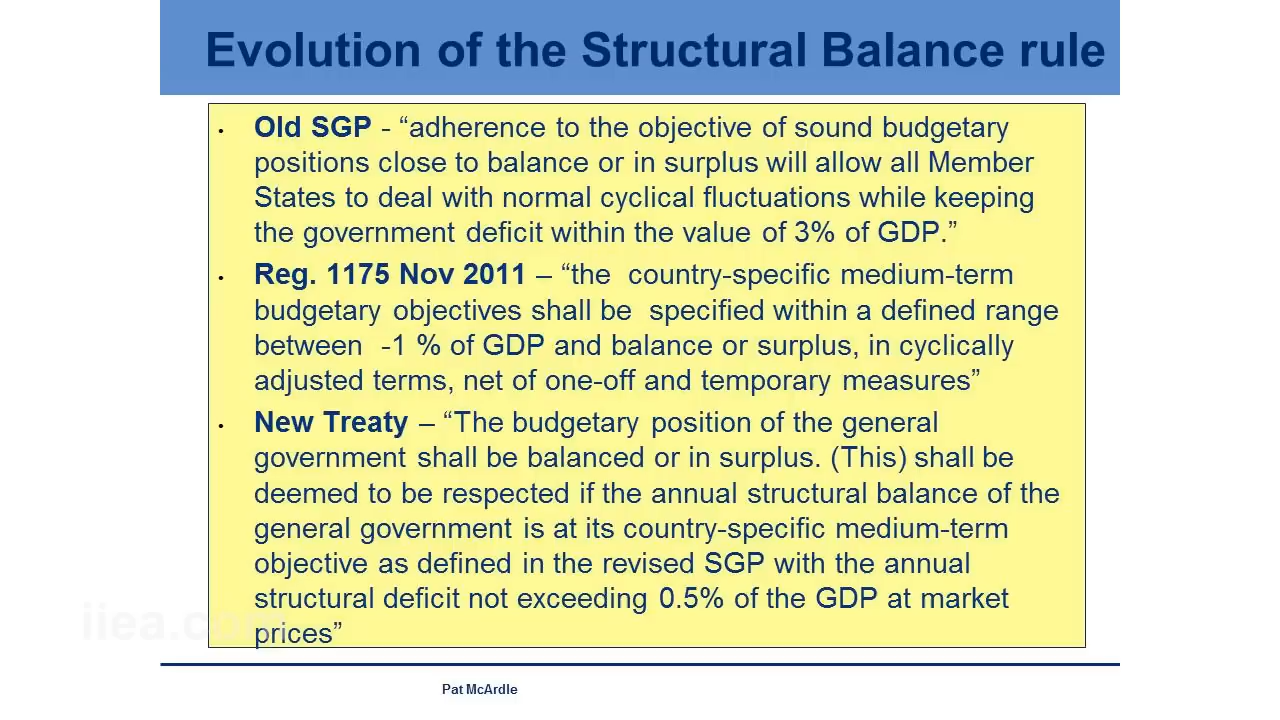 Evolution of the Structural Balance rule
• Old SGP - “adherence to the objective of sound budgetary
positions close to balance or in surplus will allow all Member
States to deal with normal cyclical fluctuations while keeping
the government deficit within the value of 3% of GDP.”
• Reg. 1175 Nov 2011 – “the country-specific medium-term
budgetary objectives shall be specified within a defined range
between -1 % of GDP and balance or surplus, in cyclically
adjusted terms, net of one-off and temporary measures”
• New Treaty – “The budgetary position of the general
government shall be balanced or in surplus. (This) shall be
deemed to be respected if the annual structural balance of the
general government is at its country-specific medium-term
objective as defined in the revised SGP with the annual
structural deficit not exceeding 0.5% of the GDP at market
prices”
iiea.com
Pat McArdle